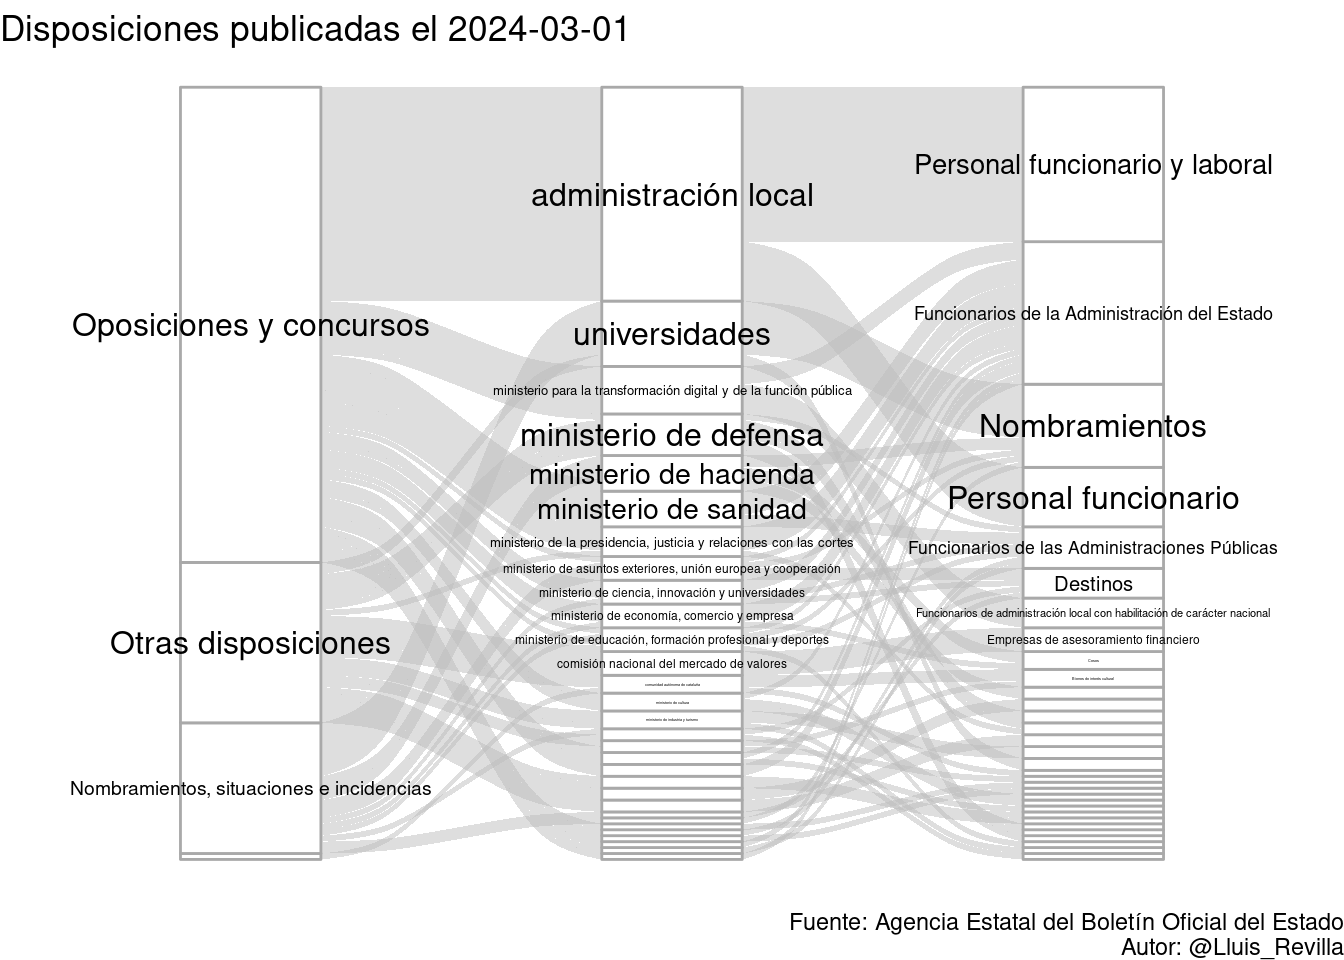 Disposiciones publicadas el 2024-03-01
Oposiciones y concursos
Otras disposiciones
Nombramientos, situaciones e incidencias
administración local
universidades
ministerio para la transformación digital y de la función pública
ministerio de defensa
ministerio de hacienda
ministerio de sanidad
ministerio de la presidencia, justicia y relaciones con las cortes
ministerio de asuntos exteriores, unión europea y cooperación
ministerio de ciencia, innovación y universidades
ministerio de economía, comercio y empresa
ministerio de educación, formación profesional y deportes
comisión nacional del mercado de valores
comunidad autónoma de cataluña
ministerio de cultura
ministerio de industria y turismo
Personal funcionario y laboral
Funcionarios de la Administración del Estado
Nombramientos
Personal funcionario
Funcionarios de las Administraciones Públicas
Destinos
Funcionarios de administración local con habilitación de carácter nacional
Empresas de asesoramiento financiero
Ceses
Bienes de interés cultural
Fuente: Agencia Estatal del Boletín Oficial del Estado
Autor: @Lluis_Revilla